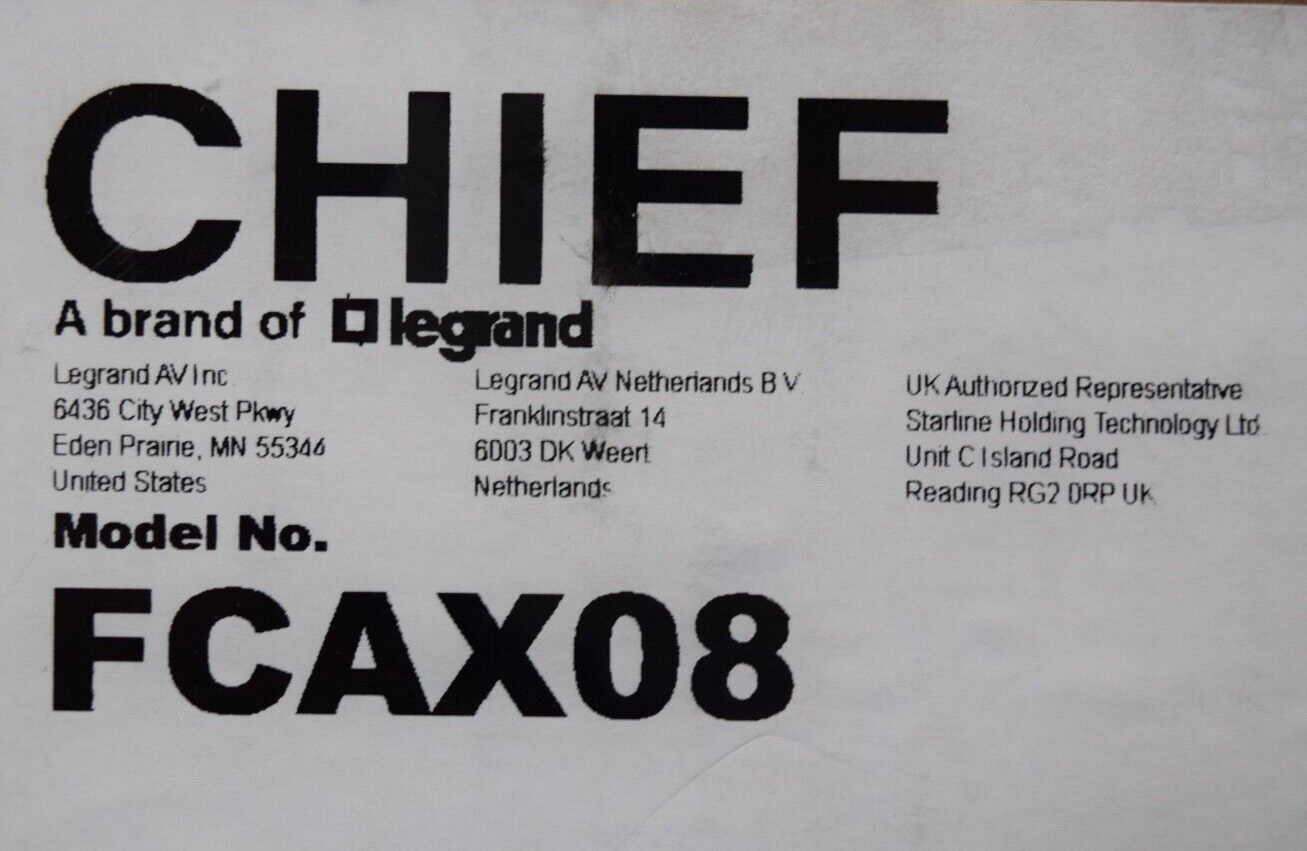 CHIEF
A brand of legrand
Legrand AV Inc
6436 City West Pkwy
Eden Prairie, MN 55344
United States
Legrand AV Netherlands B V.
Franklinstraat 14
6003 DK Weert
Netherlands
UK Authorized Representative
Starline Holding Technology Ltd.
Unit C Island Road
Reading RG2 0RP UK
Model No.
FCAX08